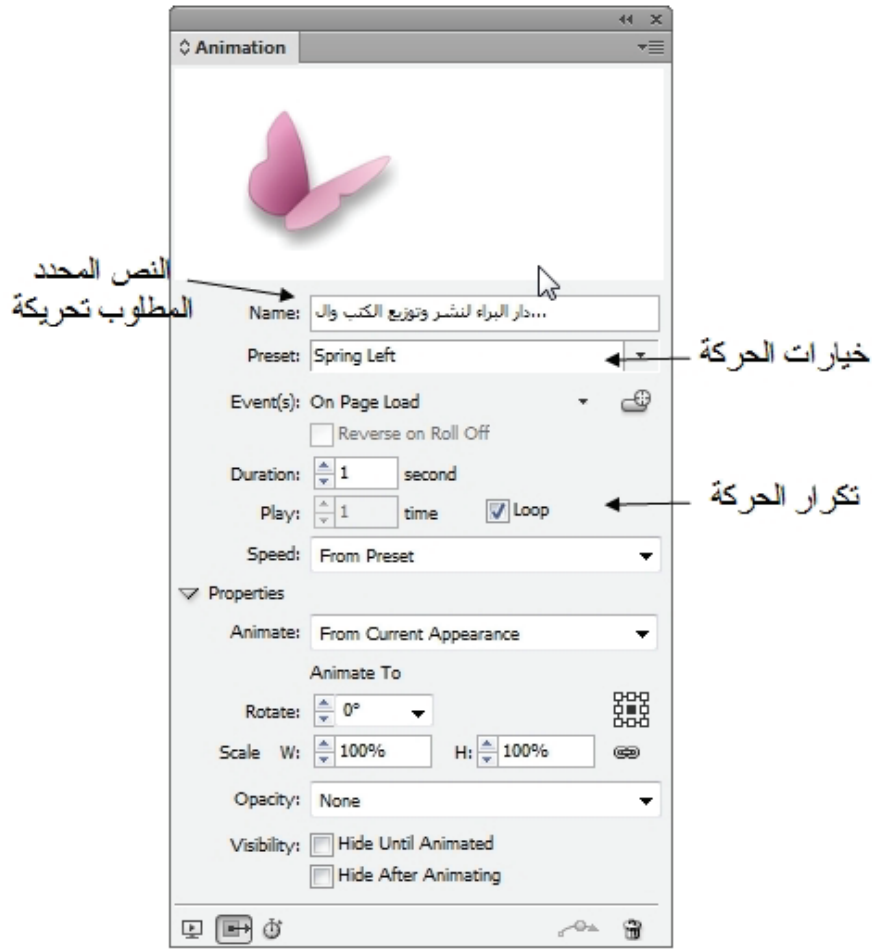 Animation
النص المحدد
المطلوب تحريكة
Name: دار البراء لنشر وتوزيع الكتب وال...
Preset: Spring Left
خيارات الحركة
Event(s): On Page Load
Reverse on Roll Off
Duration: 1 second
Play: 1 time Loop
تكرار الحركة
Speed: From Preset
Properties
Animate: From Current Appearance
Animate To
Rotate: 0°
Scale W: 100% H: 100%
Opacity: None
Visibility: Hide Until Animated
Hide After Animating